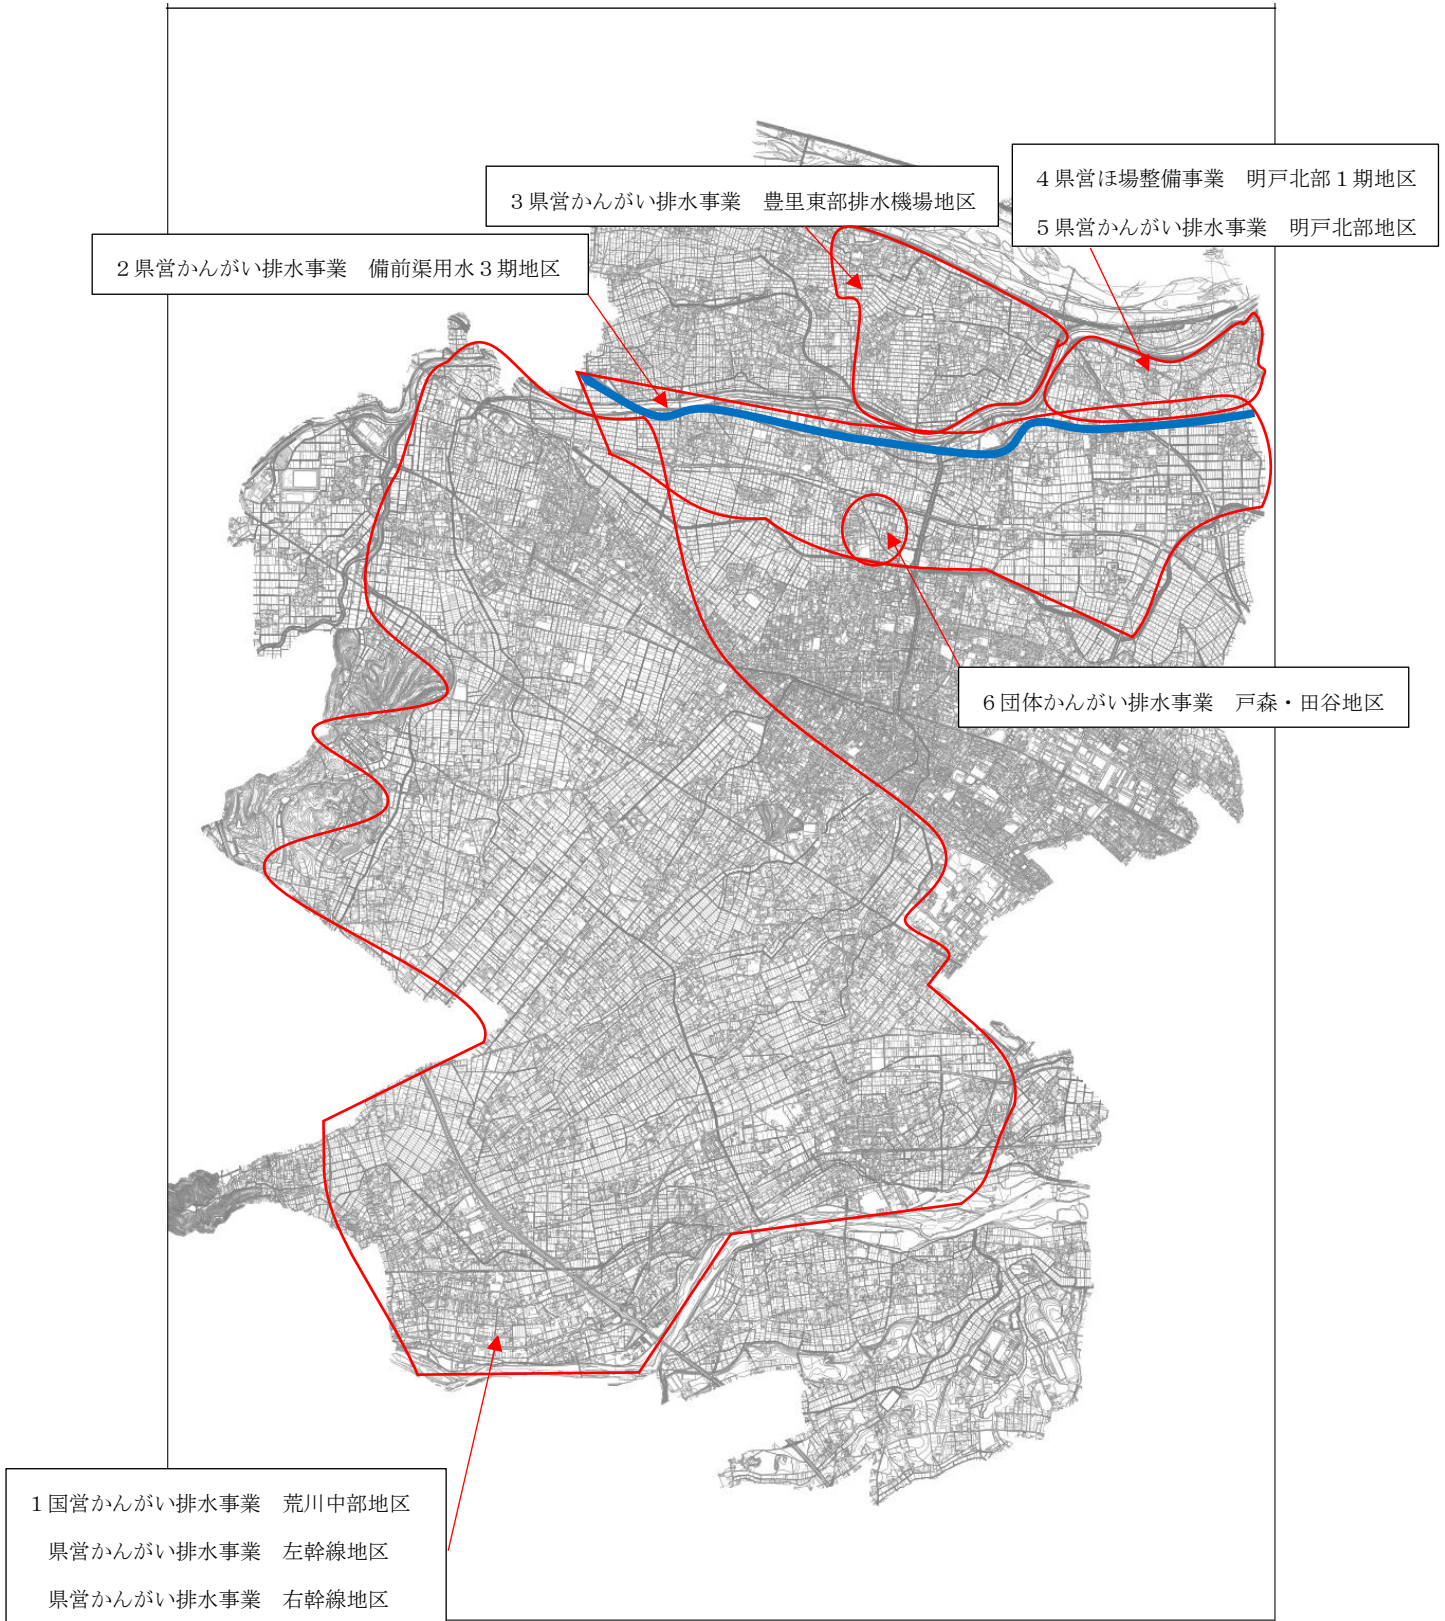 4県営ほ場整備事業　明戸北部1期地区
5県営かんがい排水事業　明戸北部地区
3県営かんがい排水事業　豊里東部排水機場地区
2県営かんがい排水事業　備前渠用水3期地区
6団体かんがい排水事業　戸森・田谷地区
1国営かんがい排水事業　荒川中部地区
県営かんがい排水事業　左幹線地区
県営かんがい排水事業　右幹線地区